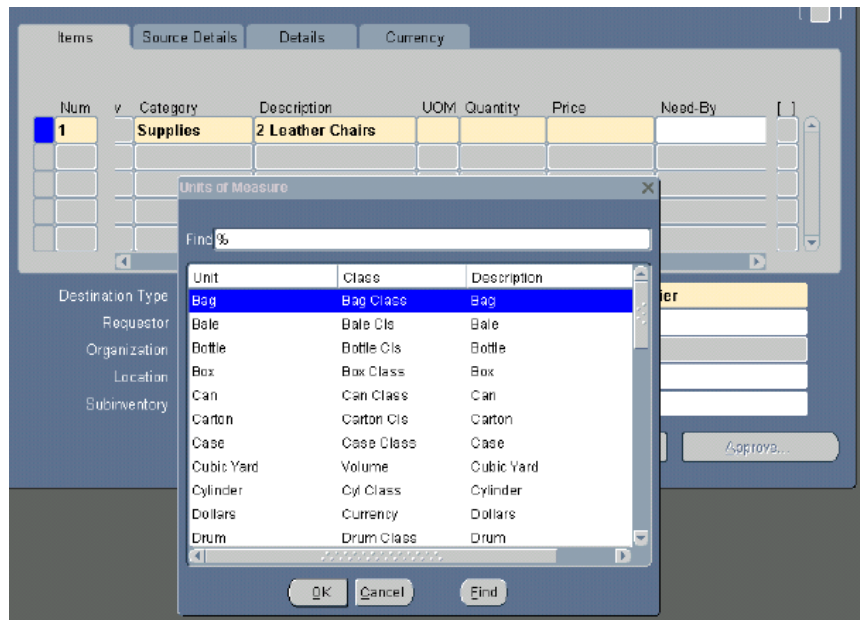 Items Source Details Details Currency
Num v Category Description UOM Quantity Price Need-By [ ]
1 Supplies 2 Leather Chairs
Units of Measure
Find %
Unit Class Description
Destination Type Bag Bag Class Bag ier
Requestor Bale Bale Cls Bale
Organization Bottle Bottle Cls Bottle
Location Box Box Class Box
Subinventory Can Can Class Can
Carton Carton Cls Carton
Case Case Class Case
Approve...
Cubic Yard Volume Cubic Yard
Cylinder Cyl Class Cylinder
Dollars Currency Dollars
Drum Drum Class Drum
OK Cancel Find